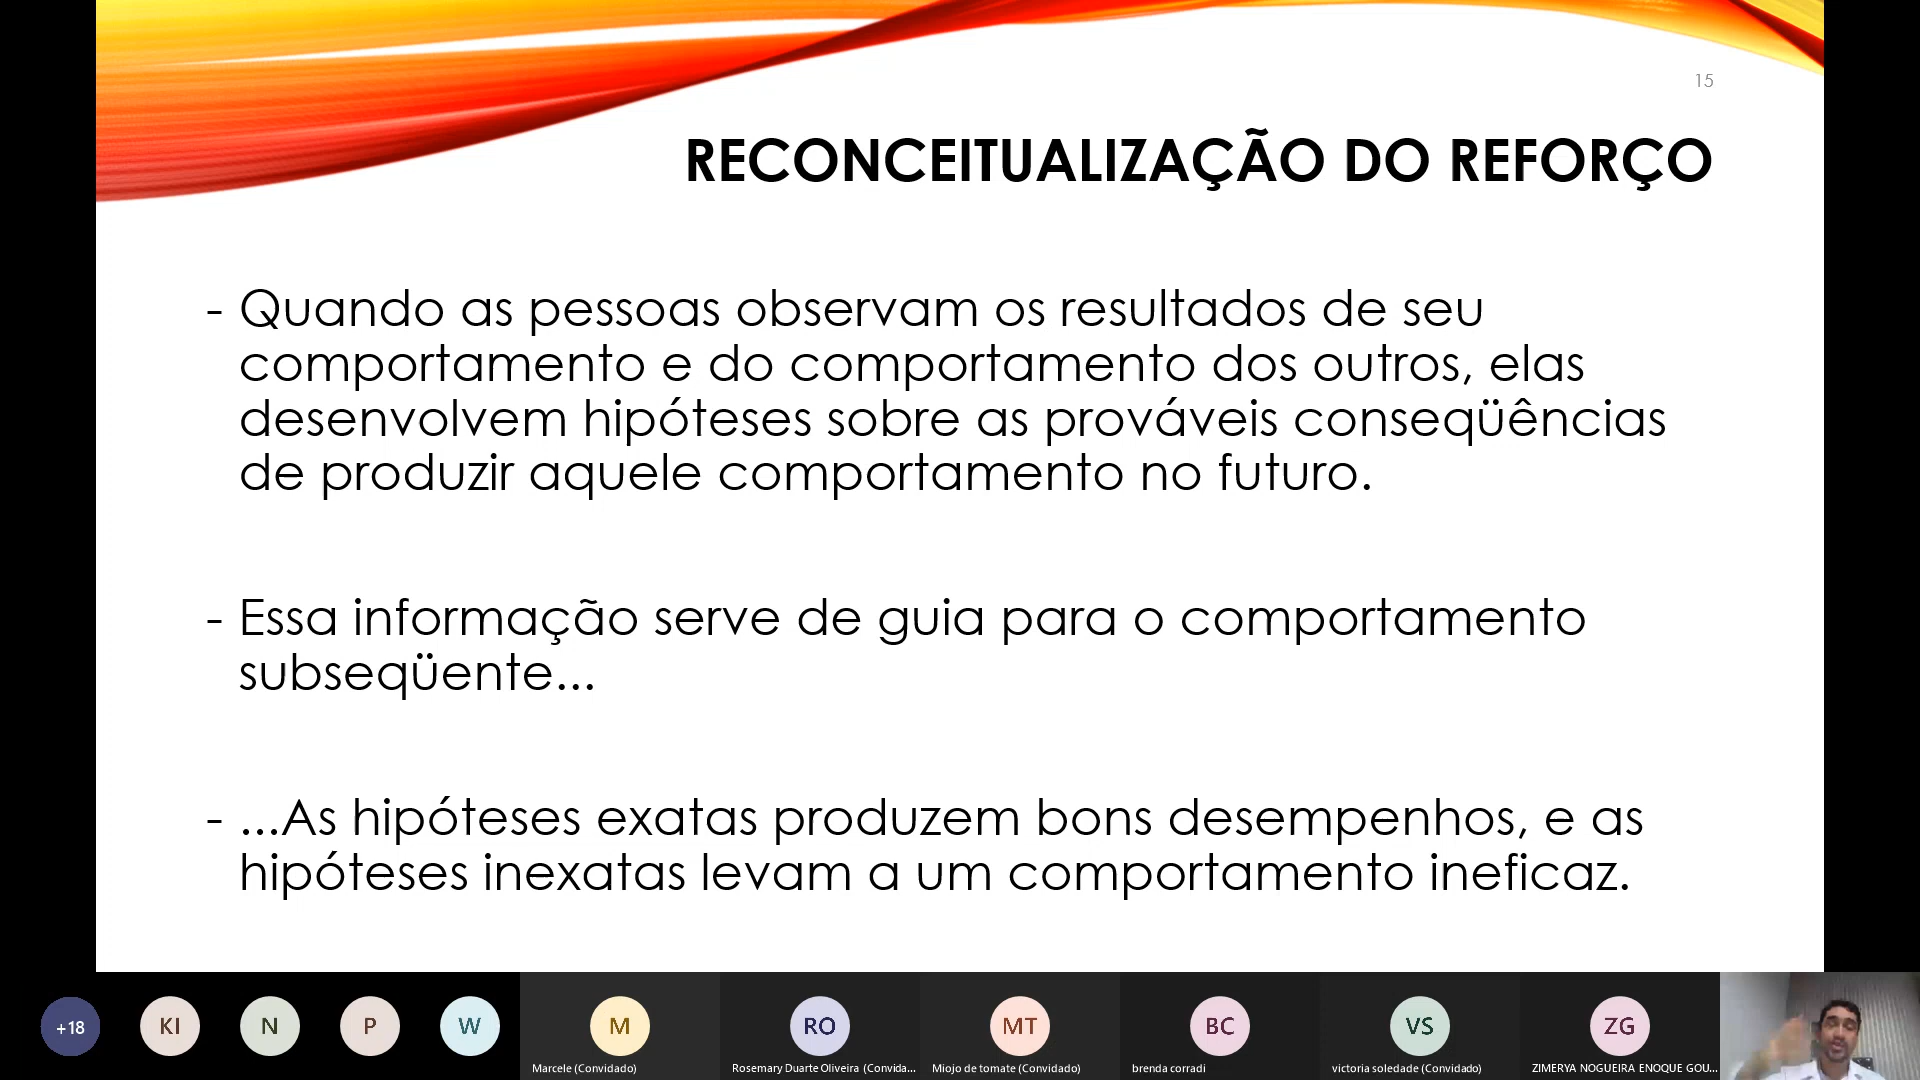 15
RECONCEITUALIZAÇÃO DO REFORÇO
- Quando as pessoas observam os resultados de seu
comportamento e do comportamento dos outros, elas
desenvolvem hipóteses sobre as prováveis conseqüências
de produzir aquele comportamento no futuro.
- Essa informação serve de guia para o comportamento
subseqüente...
- ...As hipóteses exatas produzem bons desempenhos, e as
hipóteses inexatas levam a um comportamento ineficaz.
+18
KI
N
P
W
M
RO
MT
BC
VS
ZG
Marcele (Convidado)
Rosemary Duarte Oliveira (Convida...
Miojo de tomate (Convidado)
brenda corradi
victoria soledade (Convidado)
ZIMERYA NOGUEIRA ENOQUE GOU...